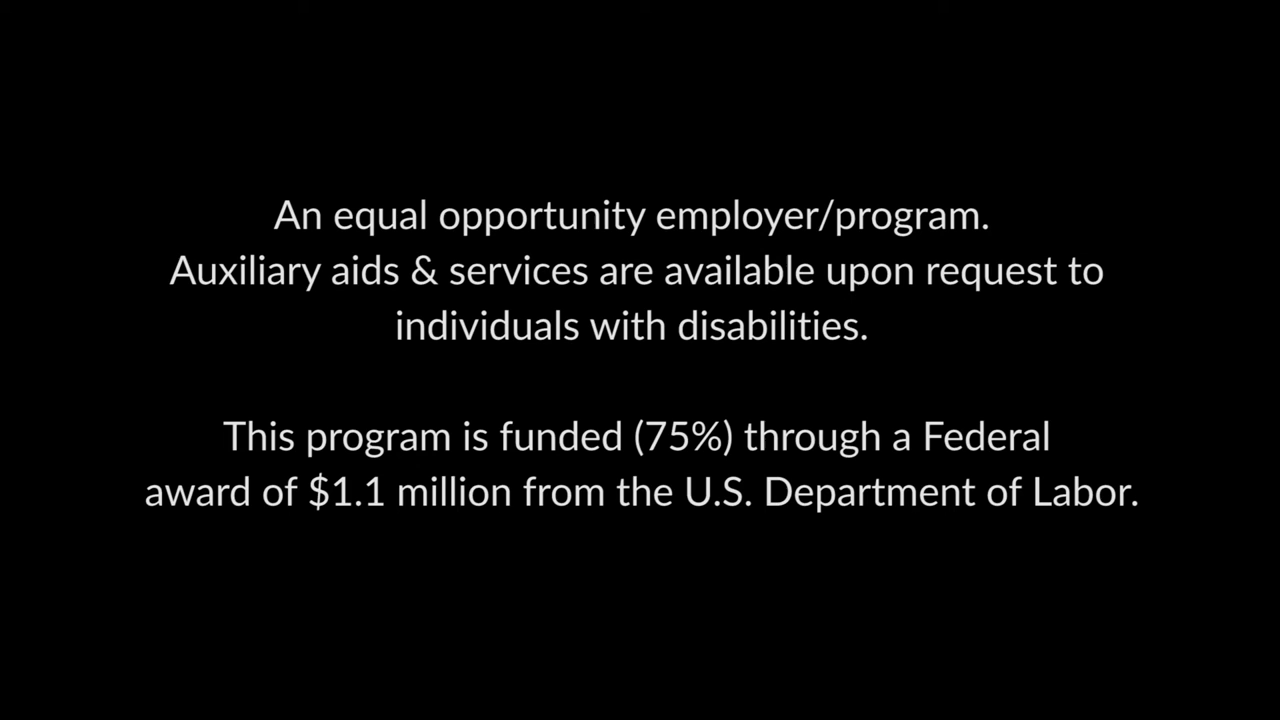 An equal opportunity employer/program.
Auxiliary aids & services are available upon request to
individuals with disabilities.
This program is funded (75%) through a Federal
award of $1.1 million from the U.S. Department of Labor.